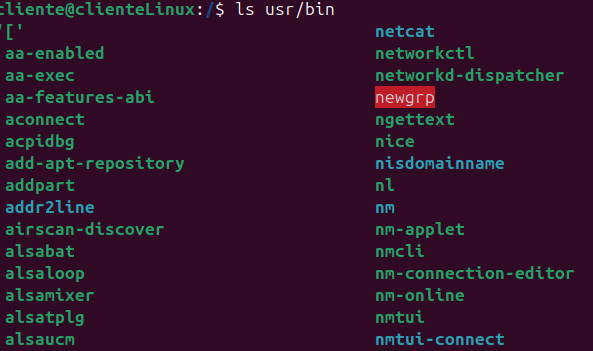 cliente@clienteLinux:/$ ls usr/bin
'[' netcat
aa-enabled networkctl
aa-exec networkd-dispatcher
aa-features-abi newgrp
aconnect ngettext
acpidbg nice
add-apt-repository nisdomainname
addpart nl
addr2line nm
airscan-discover nm-applet
alsabat nmcli
alsaloop nm-connection-editor
alsamixer nm-online
alsatplg nmtui
alsaucm nmtui-connect